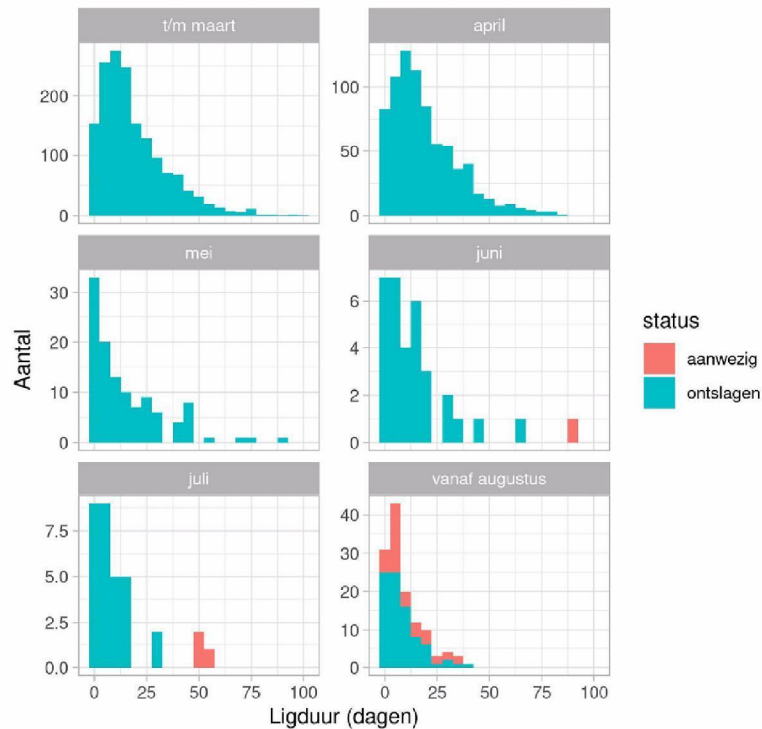 t/m maart
april
200
100
0
100
50
0
mei
juni
30
20
10
0
6
4
2
0
juli
vanaf augustus
7.5
5.0
2.5
0.0
40
30
20
10
0
0 25 50 75 100
0 25 50 75 100
Aantal
Ligduur (dagen)
status
aanwezig
ontslagen